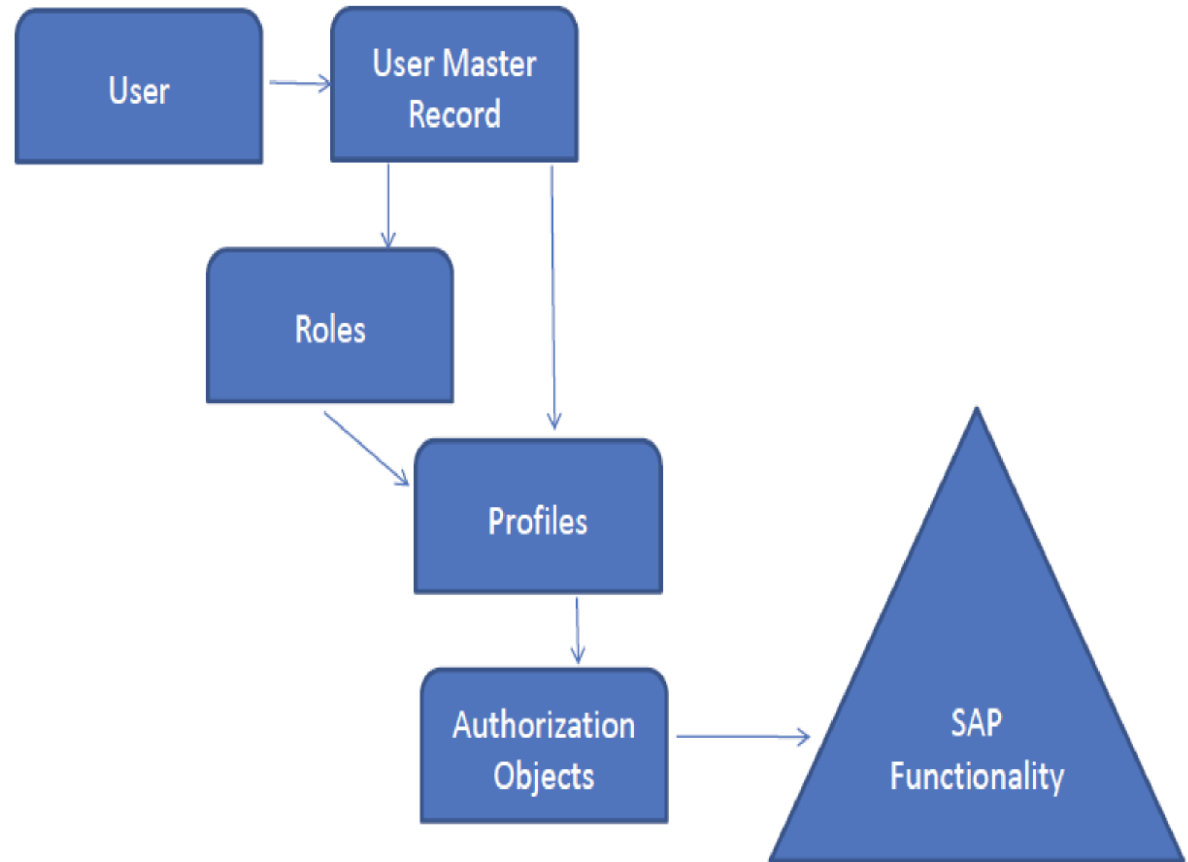 User
User Master
Record
Roles
Profiles
Authorization
Objects
SAP
Functionality